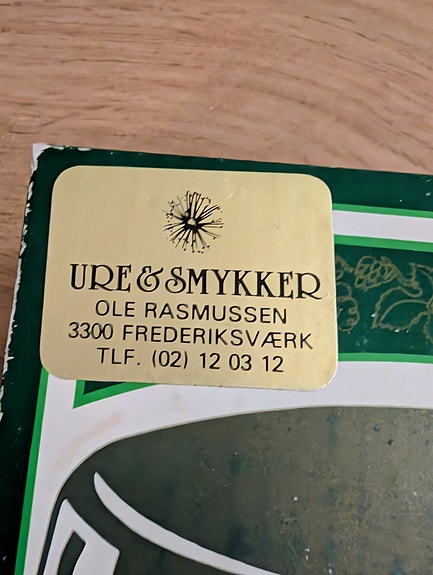 URE & SMYKKER
OLE RASMUSSEN
3300 FREDERIKSVÆRK
TLF. (02) 12 03 12